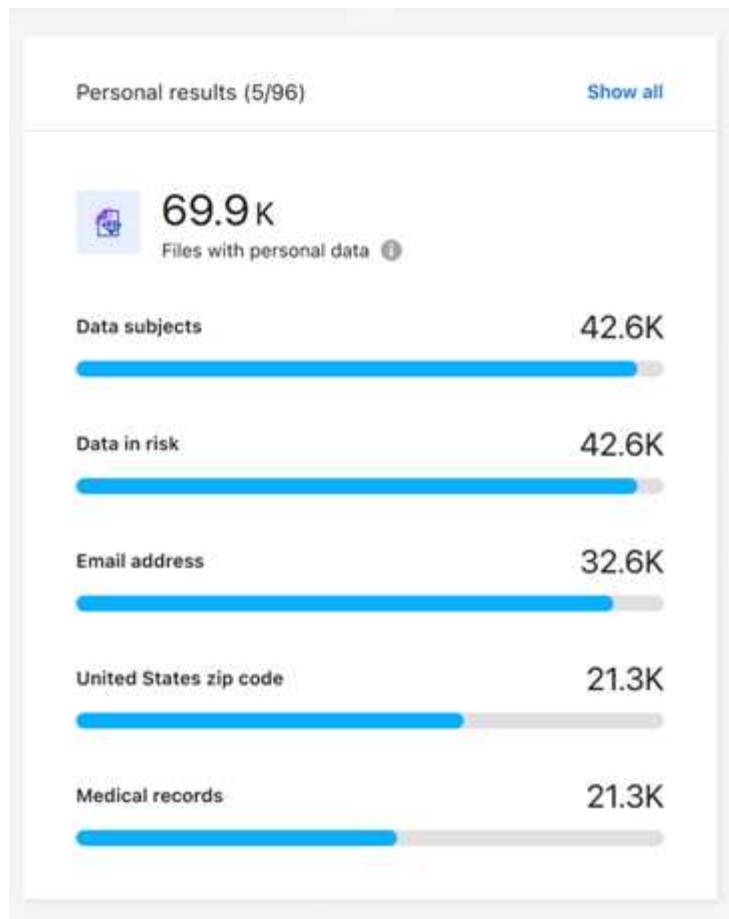 Personal results (5/96) Show all
69.9 K
Files with personal data
Data subjects 42.6K
Data in risk 42.6K
Email address 32.6K
United States zip code 21.3K
Medical records 21.3K